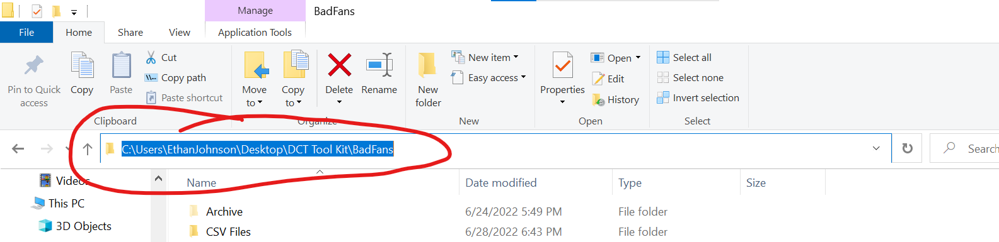 Manage
BadFans
File
Home
Share
View
Application Tools
Pin to Quick access
Copy
Paste
Cut
Copy path
Paste shortcut
Clipboard
Move to
Copy to
Delete
Rename
Organize
New folder
New item
Easy access
New
Properties
Open
Edit
History
Open
Select all
Select none
Invert selection
Select
C:\Users\EthanJohnson\Desktop\DCT Tool Kit\BadFans
Search
Videos
This PC
3D Objects
Name
Date modified
Type
Size
Archive
6/24/2022 5:49 PM
File folder
CSV Files
6/28/2022 6:43 PM
File folder